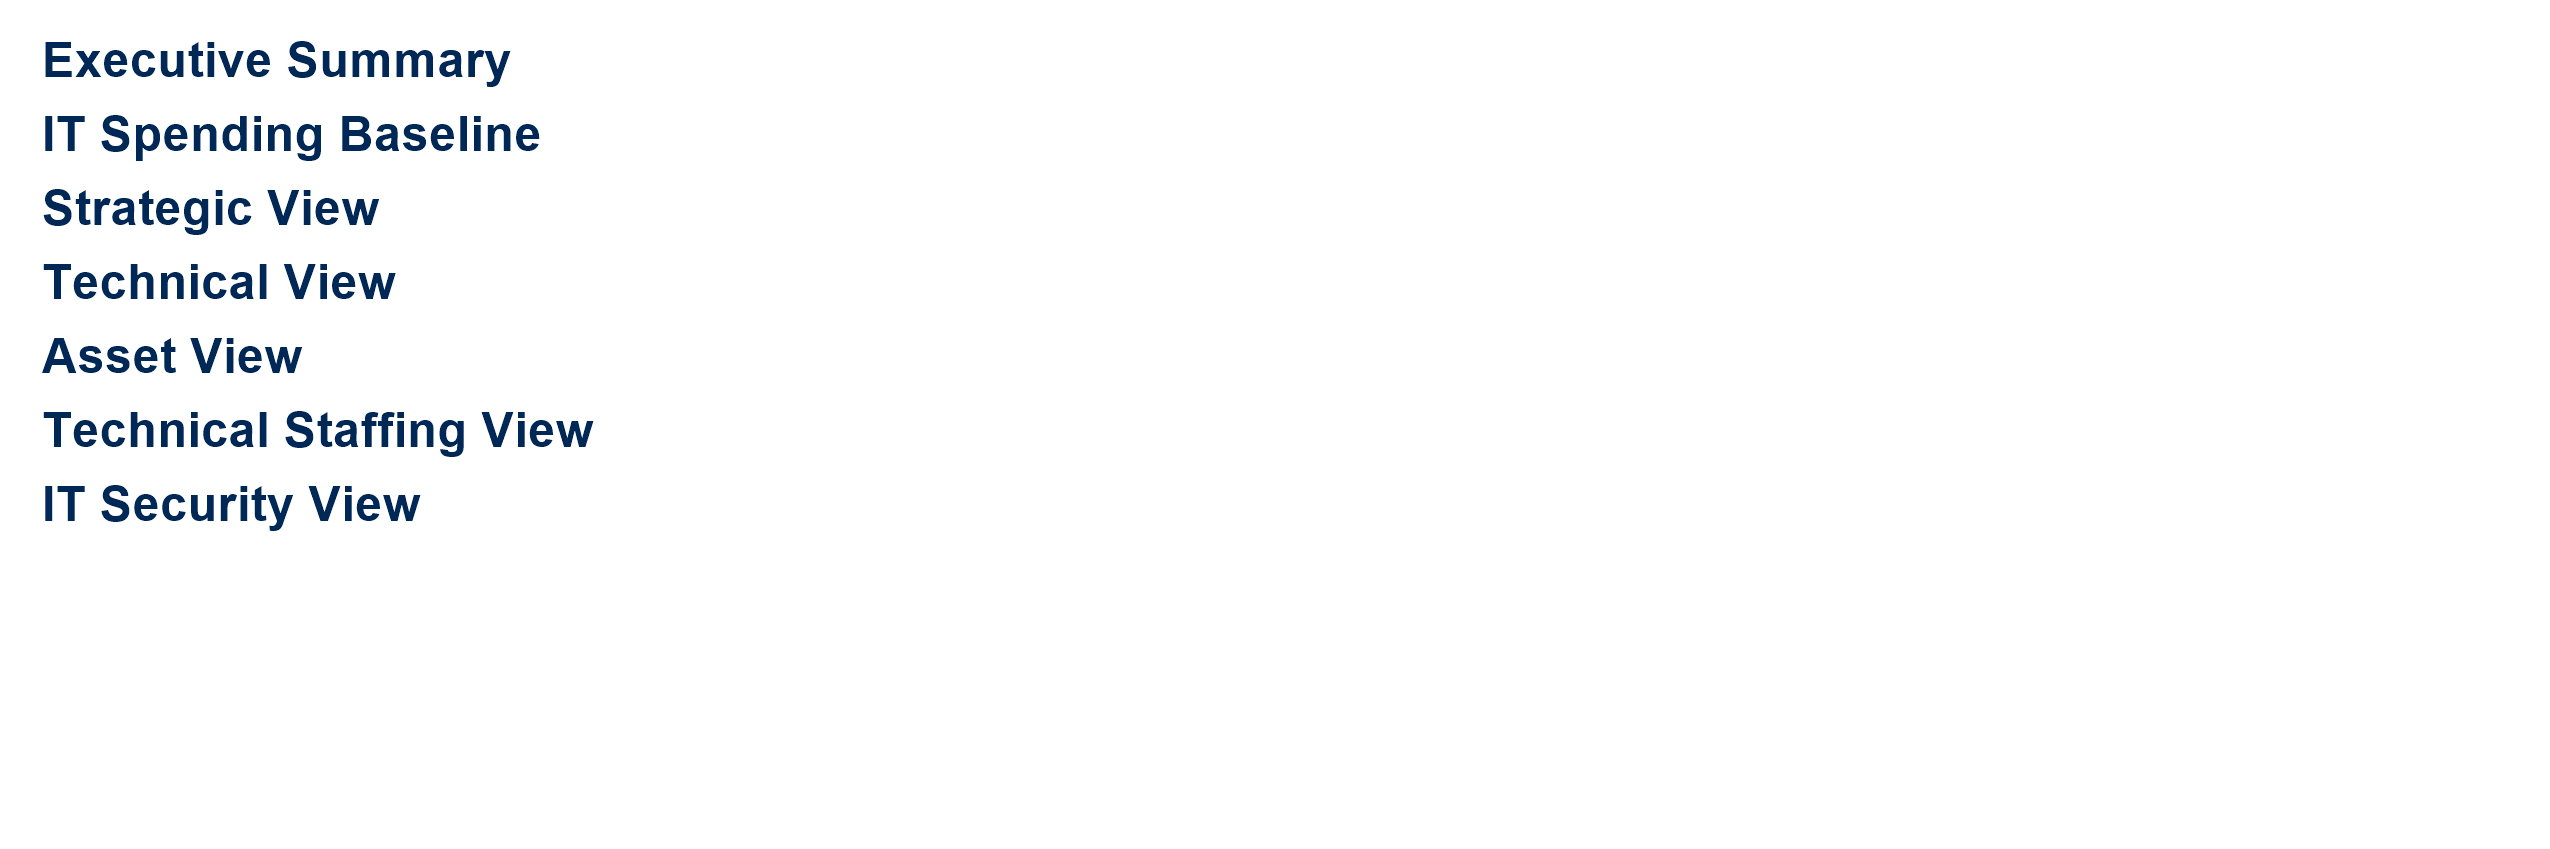 Executive Summary
IT Spending Baseline
Strategic View
Technical View
Asset View
Technical Staffing View
IT Security View